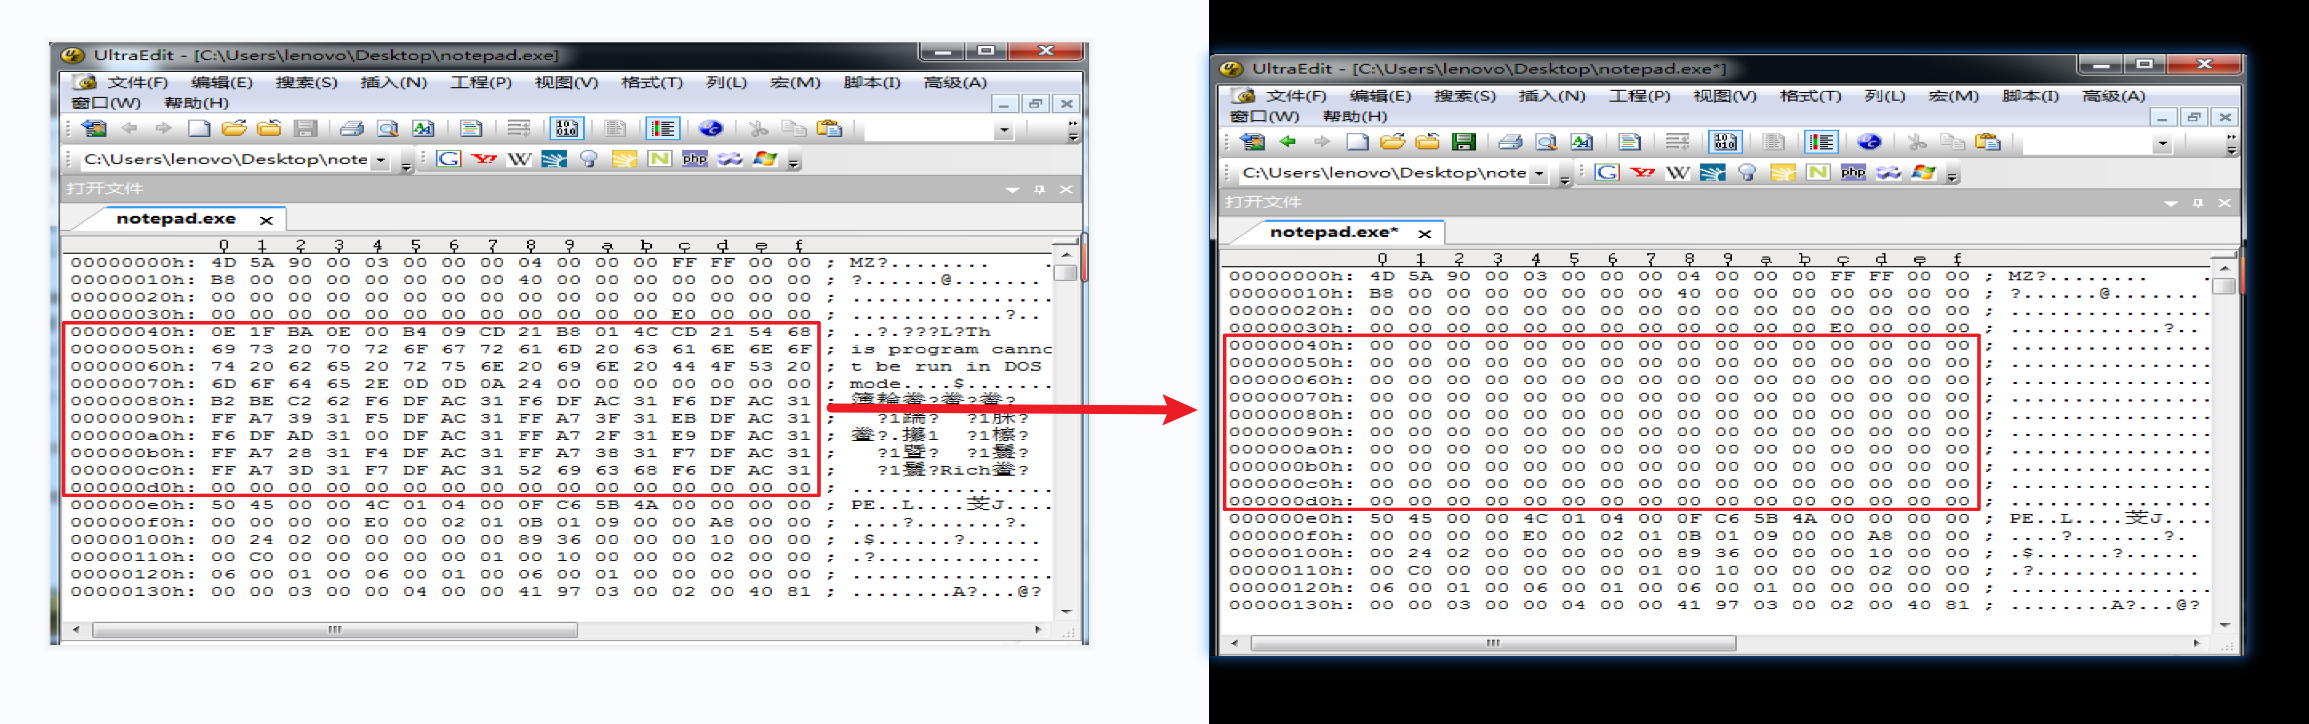 UltraEdit - [C:\Users\lenovo\Desktop\notepad.exe]
文件(F) 编辑(E) 搜索(S) 插入(N) 工程(P) 视图(V) 格式(T) 列(L) 宏(M) 脚本(I) 高级(A)
窗口(W) 帮助(H)
C:\Users\lenovo\Desktop\note
打开文件
notepad.exe x
0 1 2 3 4 5 6 7 8 9 a b c d e f
00000000h: 4D 5A 90 00 03 00 00 00 04 00 00 00 FF FF 00 00 ; MZ?........ .
00000010h: B8 00 00 00 00 00 00 00 40 00 00 00 00 00 00 00 ; ?......@.......
00000020h: 00 00 00 00 00 00 00 00 00 00 00 00 00 00 00 00 ; ................
00000030h: 00 00 00 00 00 00 00 00 00 00 00 00 E0 00 00 00 ; ............?..
00000040h: 0E 1F BA 0E 00 B4 09 CD 21 B8 01 4C CD 21 54 68 ; ..?.???L?Th
00000050h: 69 73 20 70 72 6F 67 72 61 6D 20 63 61 6E 6E 6F ; is program canno
00000060h: 74 20 62 65 20 72 75 6E 20 69 6E 20 44 4F 53 20 ; t be run in DOS
00000070h: 6D 6F 64 65 2E 0D 0D 0A 24 00 00 00 00 00 00 00 ; mode....$.......
00000080h: B2 BE C2 62 F6 DF AC 31 F6 DF AC 31 F6 DF AC 31 ;
00000090h: FF A7 39 31 F5 DF AC 31 FF A7 3F 31 EB DF AC 31 ;
000000a0h: F6 DF AD 31 00 DF AC 31 FF A7 2F 31 E9 DF AC 31 ;
000000b0h: FF A7 28 31 F4 DF AC 31 FF A7 38 31 F7 DF AC 31 ;
000000c0h: FF A7 3D 31 F7 DF AC 31 52 69 63 68 F6 DF AC 31 ; ?Rich
000000d0h: 00 00 00 00 00 00 00 00 00 00 00 00 00 00 00 00 ; ................
000000e0h: 50 45 00 00 4C 01 04 00 0F C6 5B 4A 00 00 00 00 ; PE..L....芠J....
000000f0h: 00 00 00 00 E0 00 02 01 0B 01 09 00 00 A8 00 00 ; ....?.......?.
00000100h: 00 24 02 00 00 00 00 00 89 36 00 00 00 10 00 00 ; .$......?......
00000110h: 00 C0 00 00 00 00 00 01 00 10 00 00 00 02 00 00 ; .?.............
00000120h: 06 00 01 00 06 00 01 00 06 00 01 00 00 00 00 00 ; ................
00000130h: 00 00 03 00 00 04 00 00 41 97 03 00 02 00 40 81 ; ........A?...@?
UltraEdit - [C:\Users\lenovo\Desktop\notepad.exe*]
文件(F) 编辑(E) 搜索(S) 插入(N) 工程(P) 视图(V) 格式(T) 列(L) 宏(M) 脚本(I) 高级(A)
窗口(W) 帮助(H)
C:\Users\lenovo\Desktop\note
打开文件
notepad.exe* x
0 1 2 3 4 5 6 7 8 9 a b c d e f
00000000h: 4D 5A 90 00 03 00 00 00 04 00 00 00 FF FF 00 00 ; MZ?........ .
00000010h: B8 00 00 00 00 00 00 00 40 00 00 00 00 00 00 00 ; ?......@.......
00000020h: 00 00 00 00 00 00 00 00 00 00 00 00 00 00 00 00 ; ................
00000030h: 00 00 00 00 00 00 00 00 00 00 00 00 E0 00 00 00 ; ............?..
00000040h: 00 00 00 00 00 00 00 00 00 00 00 00 00 00 00 00 ; ................
00000050h: 00 00 00 00 00 00 00 00 00 00 00 00 00 00 00 00 ; ................
00000060h: 00 00 00 00 00 00 00 00 00 00 00 00 00 00 00 00 ; ................
00000070h: 00 00 00 00 00 00 00 00 00 00 00 00 00 00 00 00 ; ................
00000080h: 00 00 00 00 00 00 00 00 00 00 00 00 00 00 00 00 ; ................
00000090h: 00 00 00 00 00 00 00 00 00 00 00 00 00 00 00 00 ; ................
000000a0h: 00 00 00 00 00 00 00 00 00 00 00 00 00 00 00 00 ; ................
000000b0h: 00 00 00 00 00 00 00 00 00 00 00 00 00 00 00 00 ; ................
000000c0h: 00 00 00 00 00 00 00 00 00 00 00 00 00 00 00 00 ; ................
000000d0h: 00 00 00 00 00 00 00 00 00 00 00 00 00 00 00 00 ; ................
000000e0h: 50 45 00 00 4C 01 04 00 0F C6 5B 4A 00 00 00 00 ; PE..L....芠J....
000000f0h: 00 00 00 00 E0 00 02 01 0B 01 09 00 00 A8 00 00 ; ....?.......?.
00000100h: 00 24 02 00 00 00 00 00 89 36 00 00 00 10 00 00 ; .$......?......
00000110h: 00 C0 00 00 00 00 00 01 00 10 00 00 00 02 00 00 ; .?.............
00000120h: 06 00 01 00 06 00 01 00 06 00 01 00 00 00 00 00 ; ................
00000130h: 00 00 03 00 00 04 00 00 41 97 03 00 02 00 40 81 ; ........A?...@?